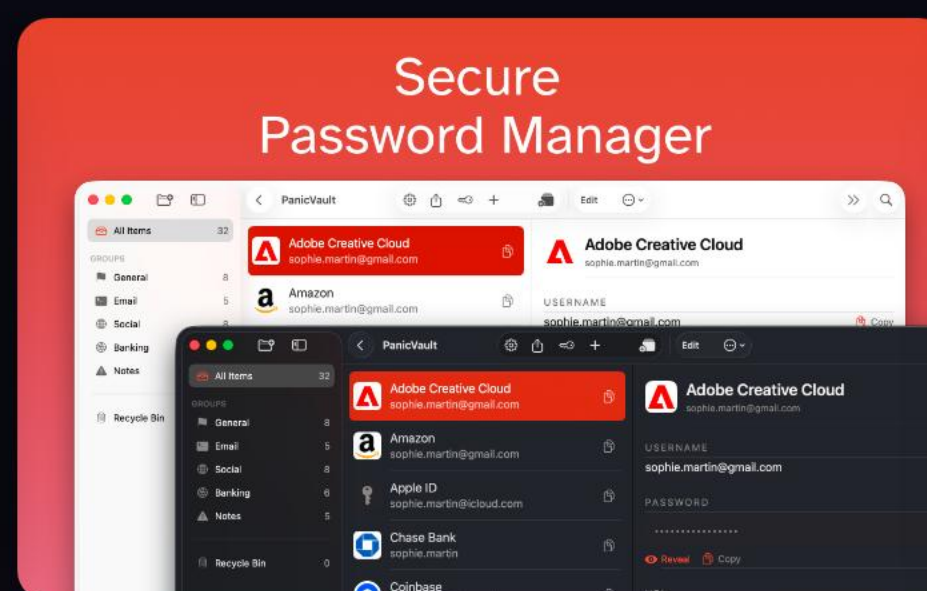 Secure
Password Manager
PanicVault
Edit
All Items 32
GROUPS
General 8
Email 5
Social 8
Banking
Notes
Recycle Bin
Adobe Creative Cloud
sophie.martin@gmail.com
Amazon
sophie.martin@gmail.com
Adobe Creative Cloud
sophie.martin@gmail.com
USERNAME
sophie.martin@gmail.com
Copy
PanicVault
Edit
All Items 32
GROUPS
General 8
Email 5
Social 8
Banking 6
Notes 5
Recycle Bin 0
Adobe Creative Cloud
sophie.martin@gmail.com
Amazon
sophie.martin@gmail.com
Apple ID
sophie.martin@icloud.com
Chase Bank
sophie.martin
Coinbase
Adobe Creative Cloud
sophie.martin@gmail.com
USERNAME
sophie.martin@gmail.com
PASSWORD
Reveal Copy